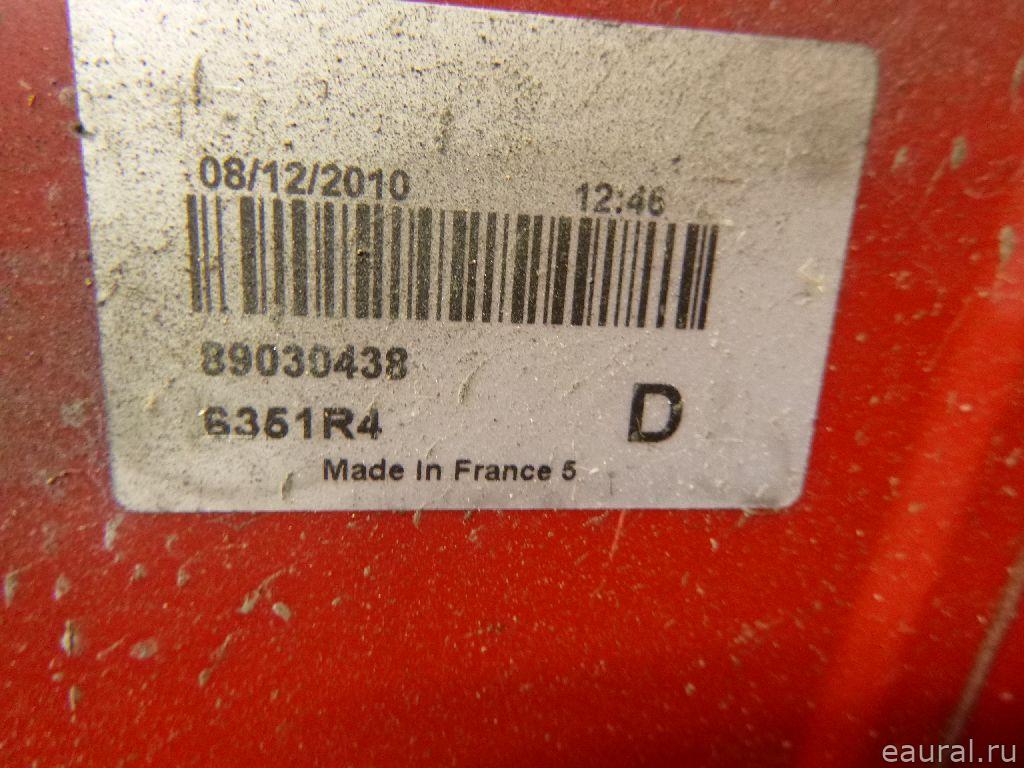 08/12/2010 12:46
89030438
6351R4
D
Made In France 5
eaural.ru